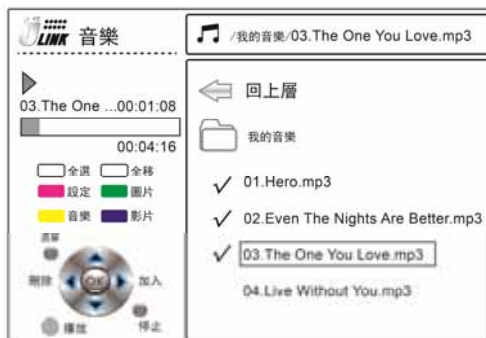 JLINK 音樂
/我的音樂/03.The One You Love.mp3
03.The One ...00:01:08
00:04:16
全選 全移
設定 圖片
音樂 影片
選單
刪除 OK 加入
播放 停止
回上層
我的音樂
01.Hero.mp3
02.Even The Nights Are Better.mp3
03.The One You Love.mp3
04.Live Without You.mp3